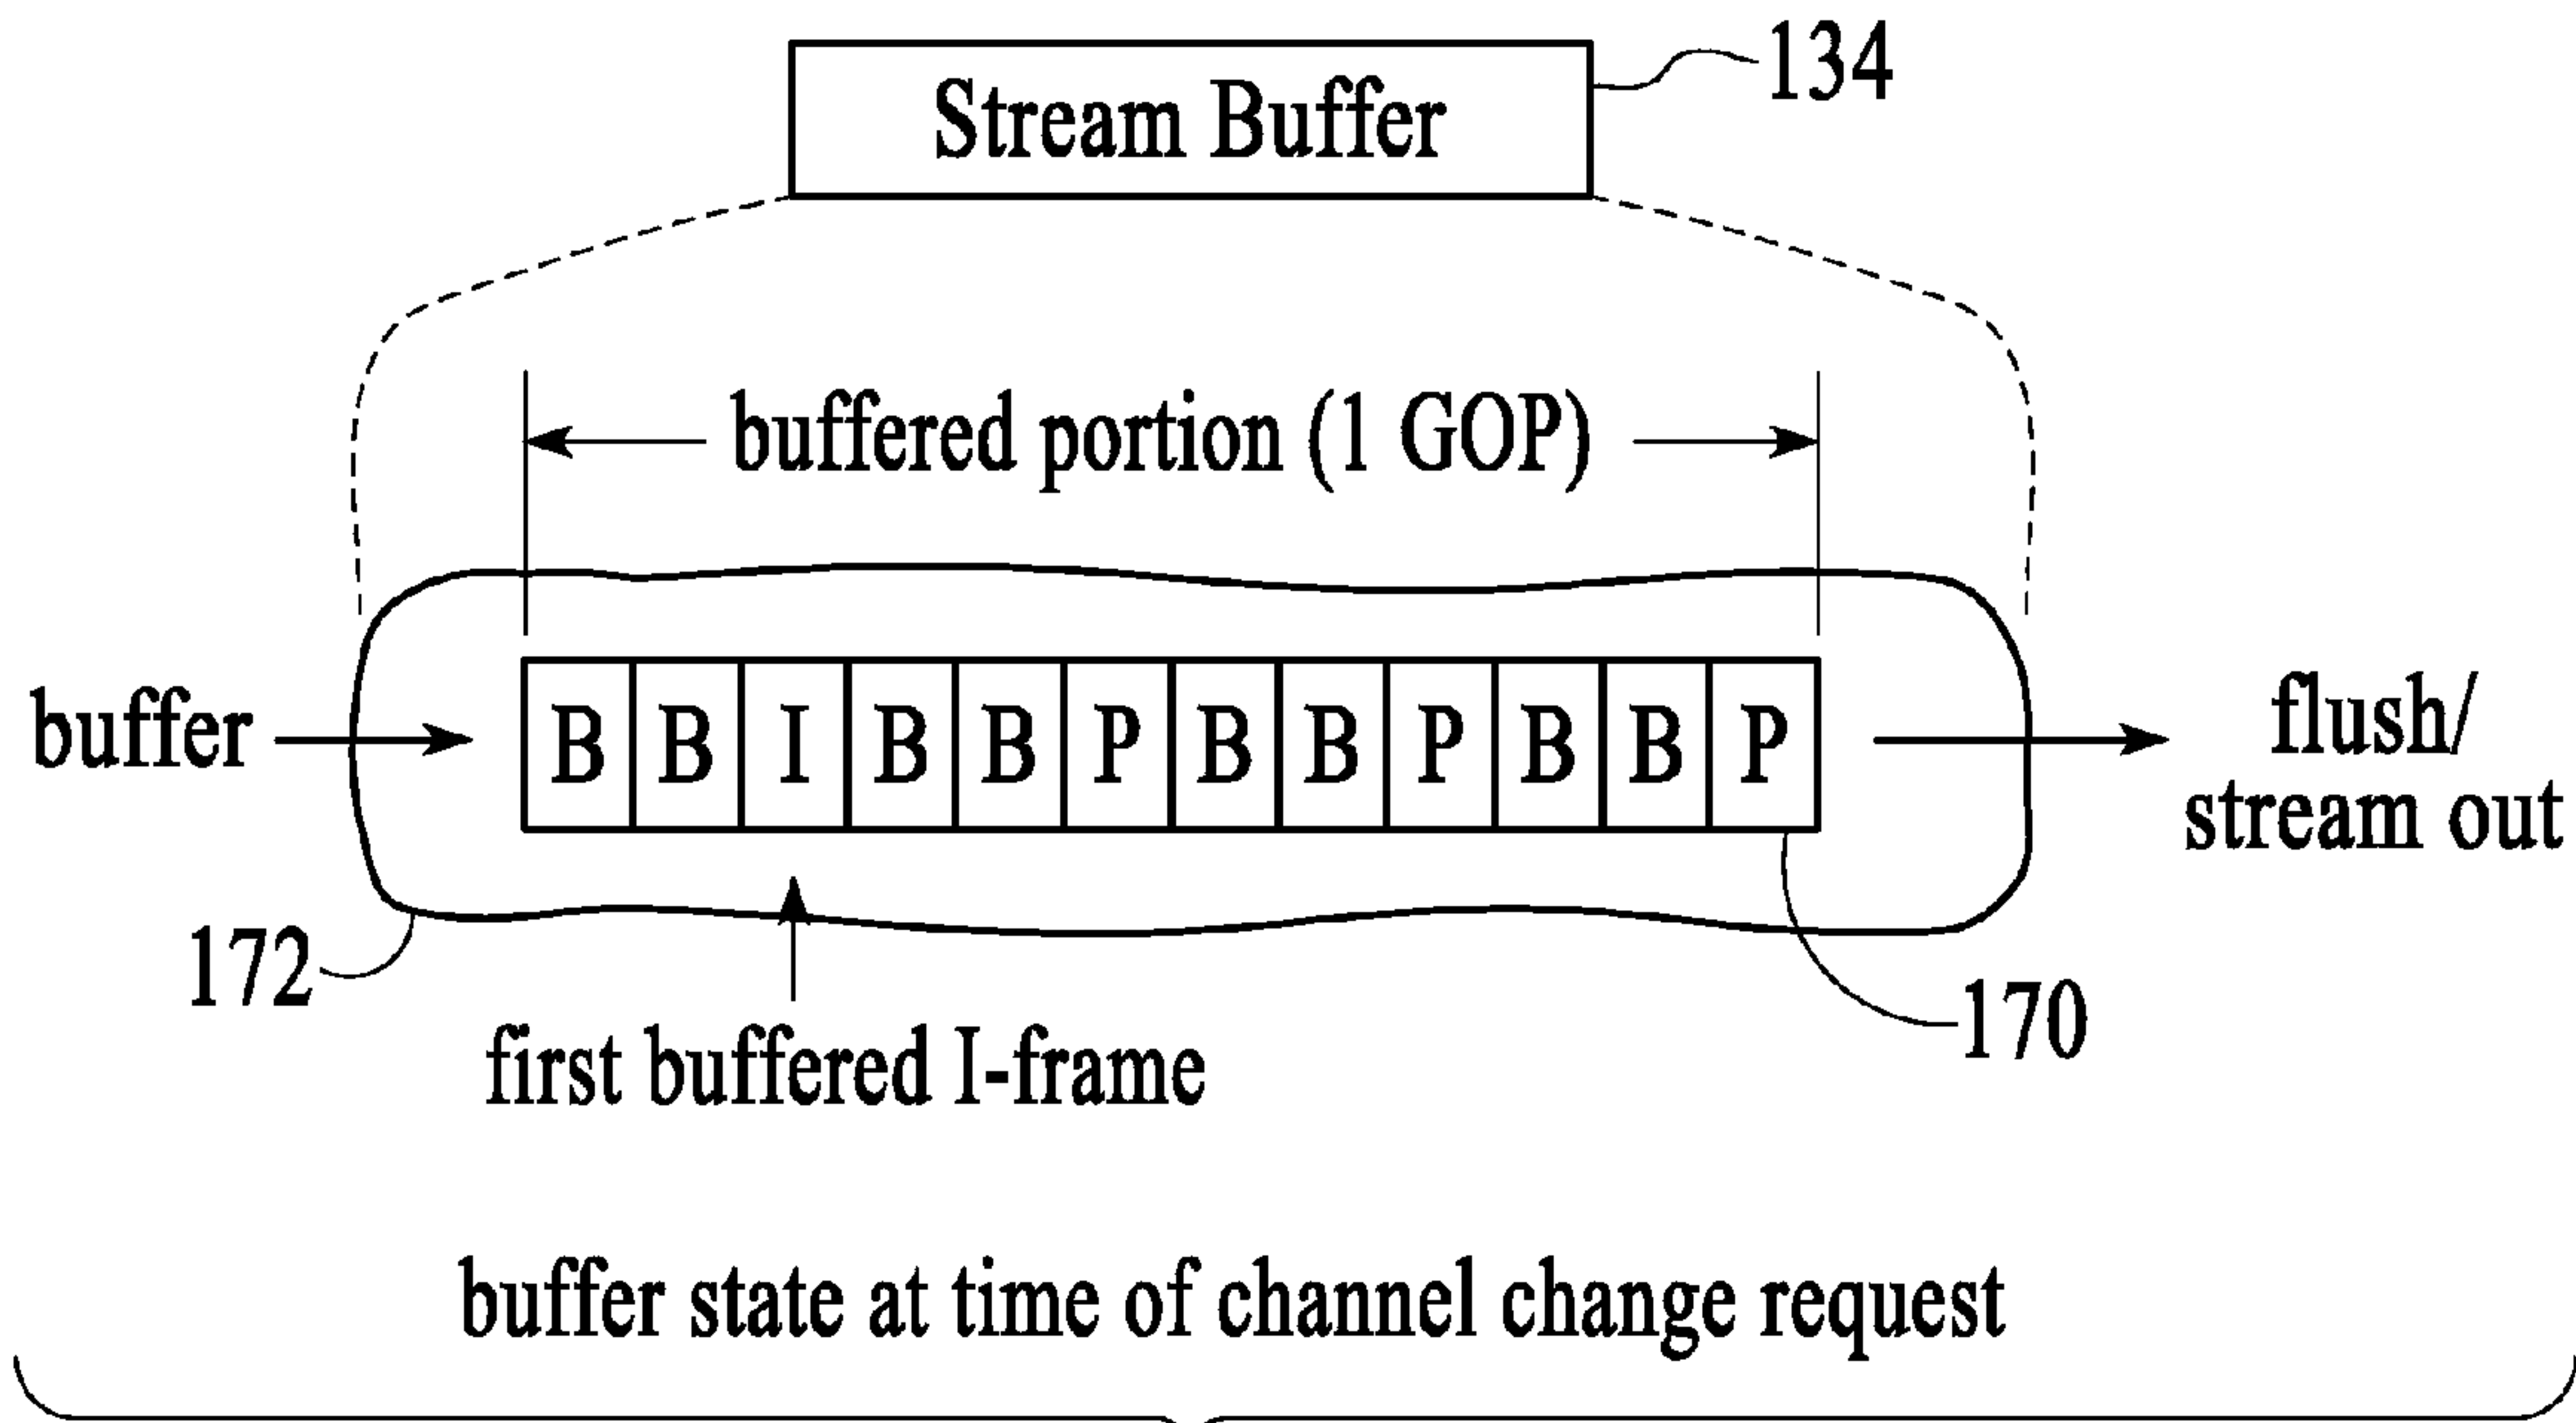 Stream Buffer
134
buffered portion (1 GOP)
buffer
B B I B B P B B P B B P
flush/
stream out
172
170
first buffered I-frame
buffer state at time of channel change request